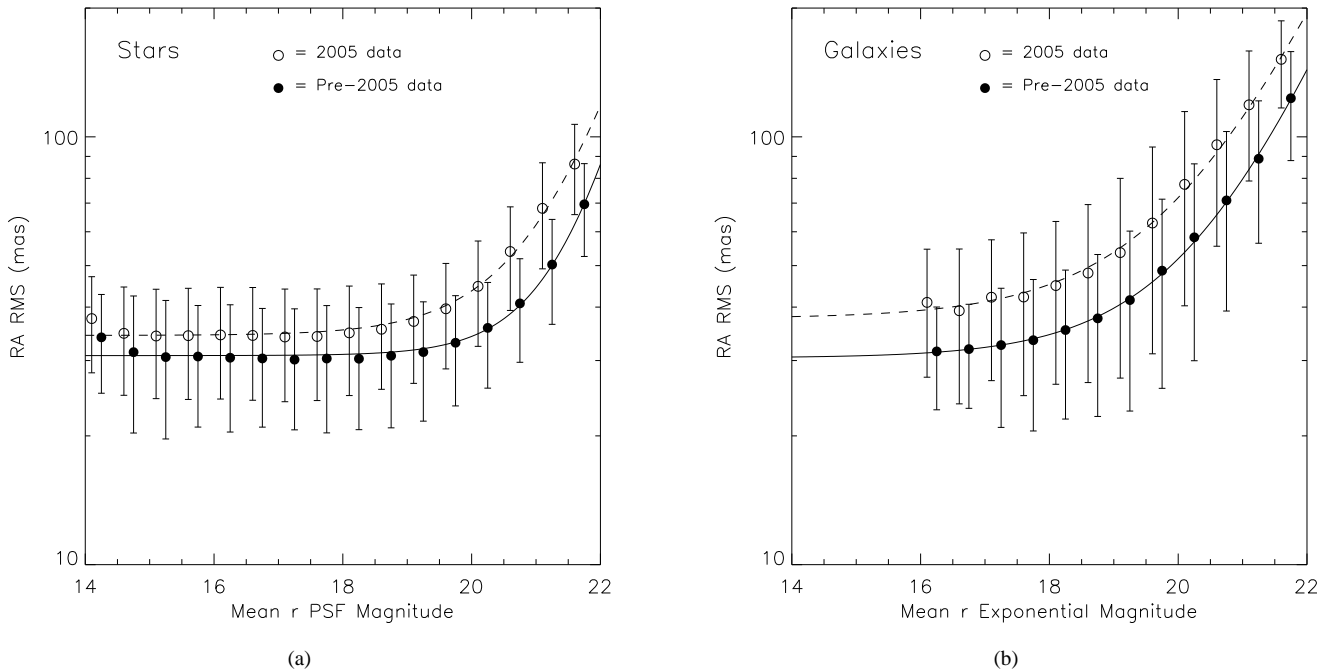 Stars
○ = 2005 data
● = Pre-2005 data
100
10
RA RMS (mas)
14 16 18 20 22
Mean r PSF Magnitude
(a)
Galaxies
○ = 2005 data
● = Pre-2005 data
100
10
RA RMS (mas)
14 16 18 20 22
Mean r Exponential Magnitude
(b)